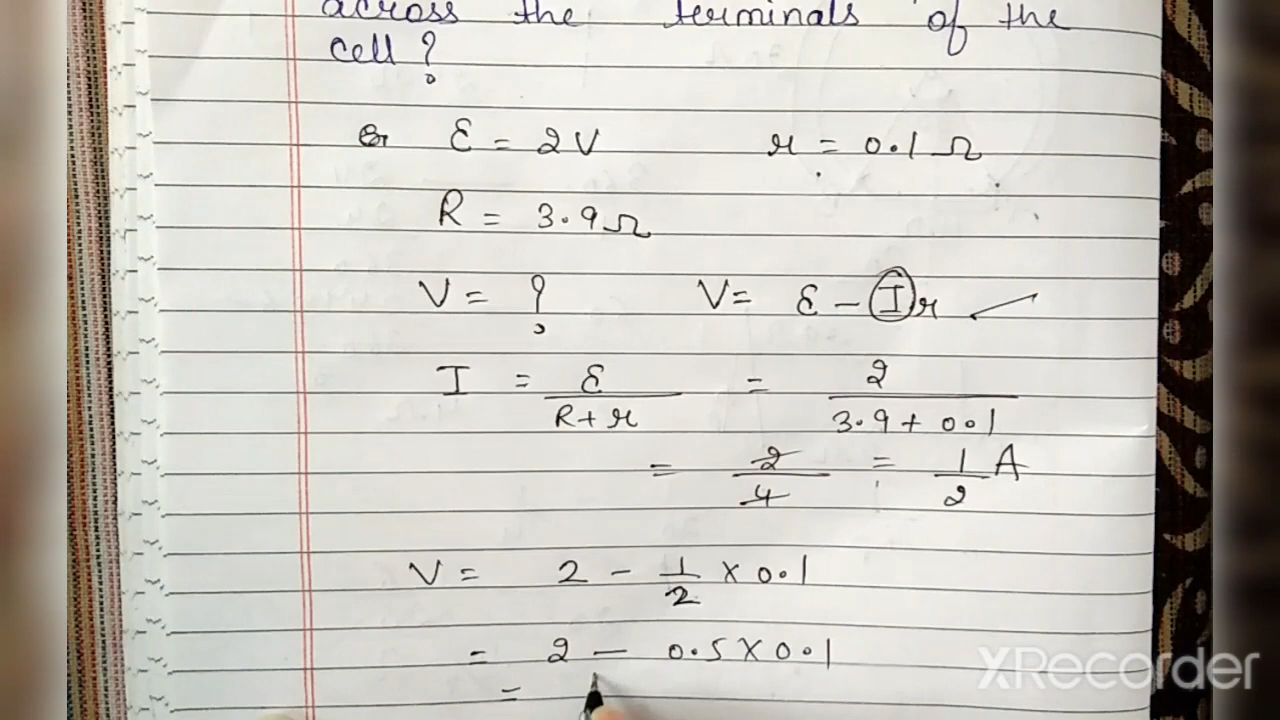 across the terminals of the
cell ?
ε = 2V r = 0.1 Ω
R = 3.9 Ω
V = ? V = ε - I r
I = ε / R + r = 2 / 3.9 + 0.1
= 2 / 4 = 1 / 2 A
V = 2 - 1 / 2 × 0.1
= 2 - 0.5 × 0.1
=
XRecorder